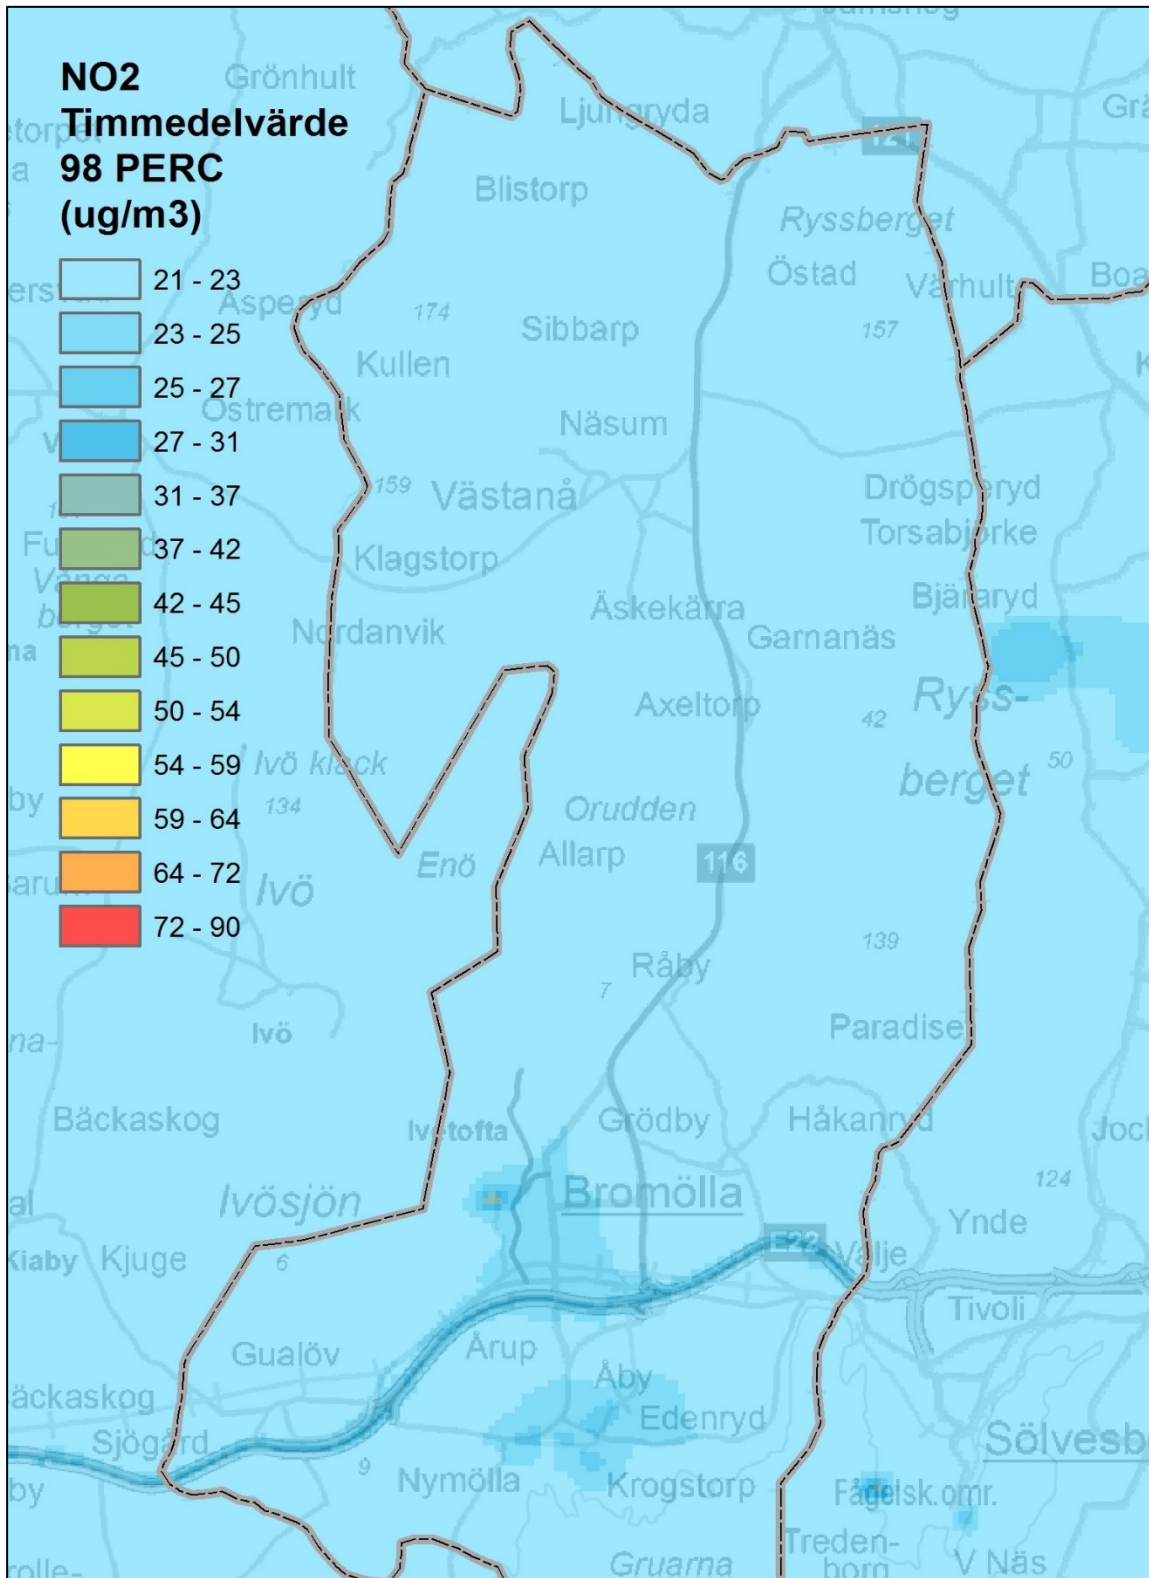 NO2
Timmedelvärde
98 PERC
(ug/m3)
21 - 23
23 - 25
25 - 27
27 - 31
31 - 37
37 - 42
42 - 45
45 - 50
50 - 54
54 - 59
59 - 64
64 - 72
72 - 90
Grönhult
Ljungryda
121
Blistorp
Ryssberget
Östad
Värhult
Asperyd
174
Sibbarp
157
Kullen
Östremark
Näsum
159
Västanå
Drögsperyd
Torsabjörke
Klagstorp
Vånga
berget
Äskekärra
Bjäraryd
Nordanvik
Garnanäs
Axeltorp
42
Ryss-
berget
50
Ivö klack
134
Orudden
Enö
Allarp
116
Ivö
139
Råby
7
Ivö
Paradiset
Bäckaskog
Ivetofta
Grödby
Håkanryd
124
Ivösjön
Bromölla
Ynde
Kiaby
Kjuge
6
E22
Valje
Tivoli
Gualöv
Årup
Åby
Edenryd
Bäckaskog
Sjögård
9
Nymölla
Krogstorp
Fågelsk.omr.
Gruarna
Treden-
borg
V Näs